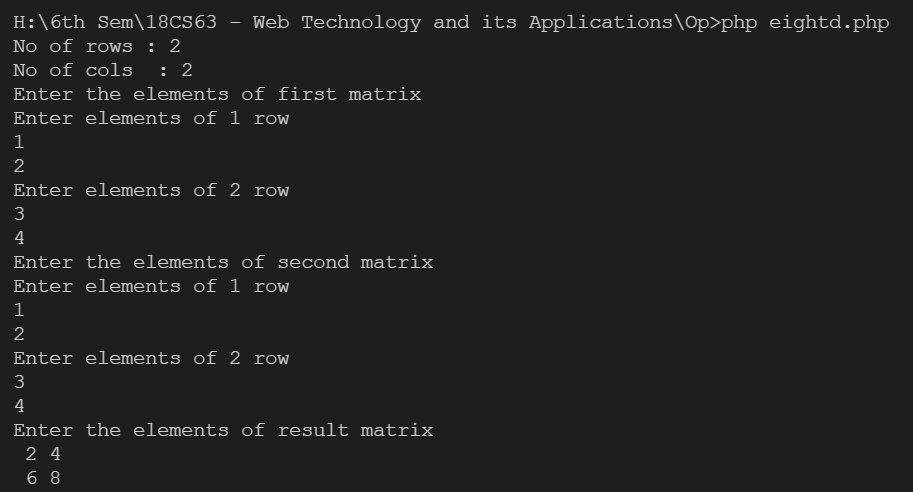 H:\6th Sem\18CS63 - Web Technology and its Applications\Op>php eightd.php
No of rows : 2
No of cols  : 2
Enter the elements of first matrix
Enter elements of 1 row
1
2
Enter elements of 2 row
3
4
Enter the elements of second matrix
Enter elements of 1 row
1
2
Enter elements of 2 row
3
4
Enter the elements of result matrix
 2 4
 6 8